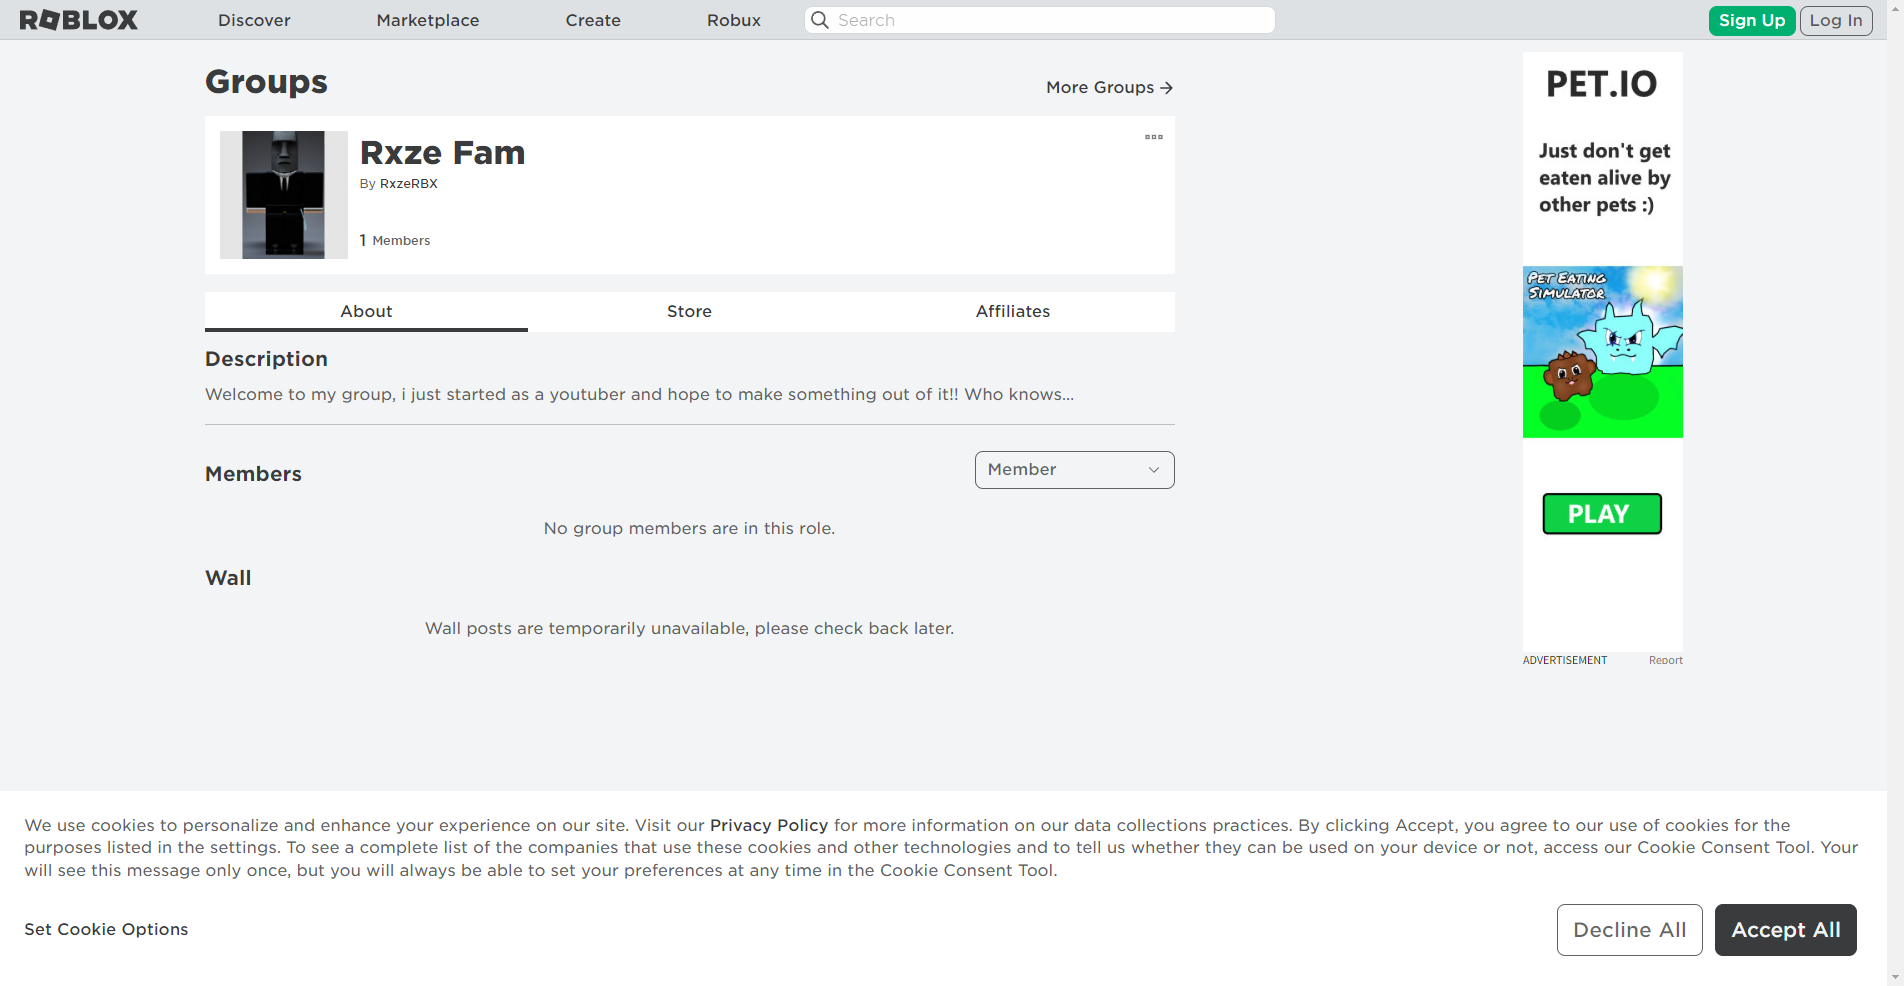 ROBLOX
Discover
Marketplace
Create
Robux
Search
Sign Up
Log In
Groups
More Groups →
Rxze Fam
By RxzeRBX
1 Members
About
Store
Affiliates
Description
Welcome to my group, i just started as a youtuber and hope to make something out of it!! Who knows...
Members
Member
No group members are in this role.
Wall
Wall posts are temporarily unavailable, please check back later.
PET.IO
Just don't get
eaten alive by
other pets :)
PET EATING
SIMULATOR
PLAY
ADVERTISEMENT
Report
We use cookies to personalize and enhance your experience on our site. Visit our Privacy Policy for more information on our data collections practices. By clicking Accept, you agree to our use of cookies for the
purposes listed in the settings. To see a complete list of the companies that use these cookies and other technologies and to tell us whether they can be used on your device or not, access our Cookie Consent Tool. Your
will see this message only once, but you will always be able to set your preferences at any time in the Cookie Consent Tool.
Set Cookie Options
Decline All
Accept All